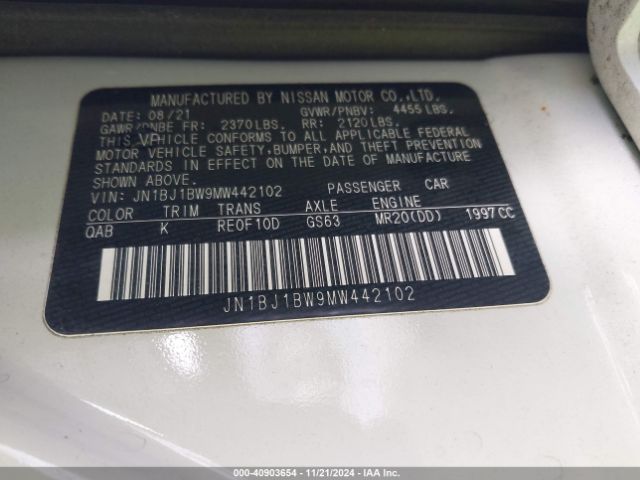 MANUFACTURED BY NISSAN MOTOR CO.,LTD.
DATE: 08/21 GVWR/PNBV: 4455LBS.
GAWR/PNBE FR: 2370LBS. RR: 2120LBS.
THIS VEHICLE CONFORMS TO ALL APPLICABLE FEDERAL
MOTOR VEHICLE SAFETY,BUMPER,AND THEFT PREVENTION
STANDARDS IN EFFECT ON THE DATE OF MANUFACTURE
SHOWN ABOVE.
VIN: JN1BJ1BW9MW442102 PASSENGER CAR
COLOR TRIM TRANS AXLE ENGINE
QAB K RE0F10D GS63 MR20(DD) 1997CC
JN1BJ1BW9MW442102
000-40903654 - 11/21/2024 - IAA Inc.